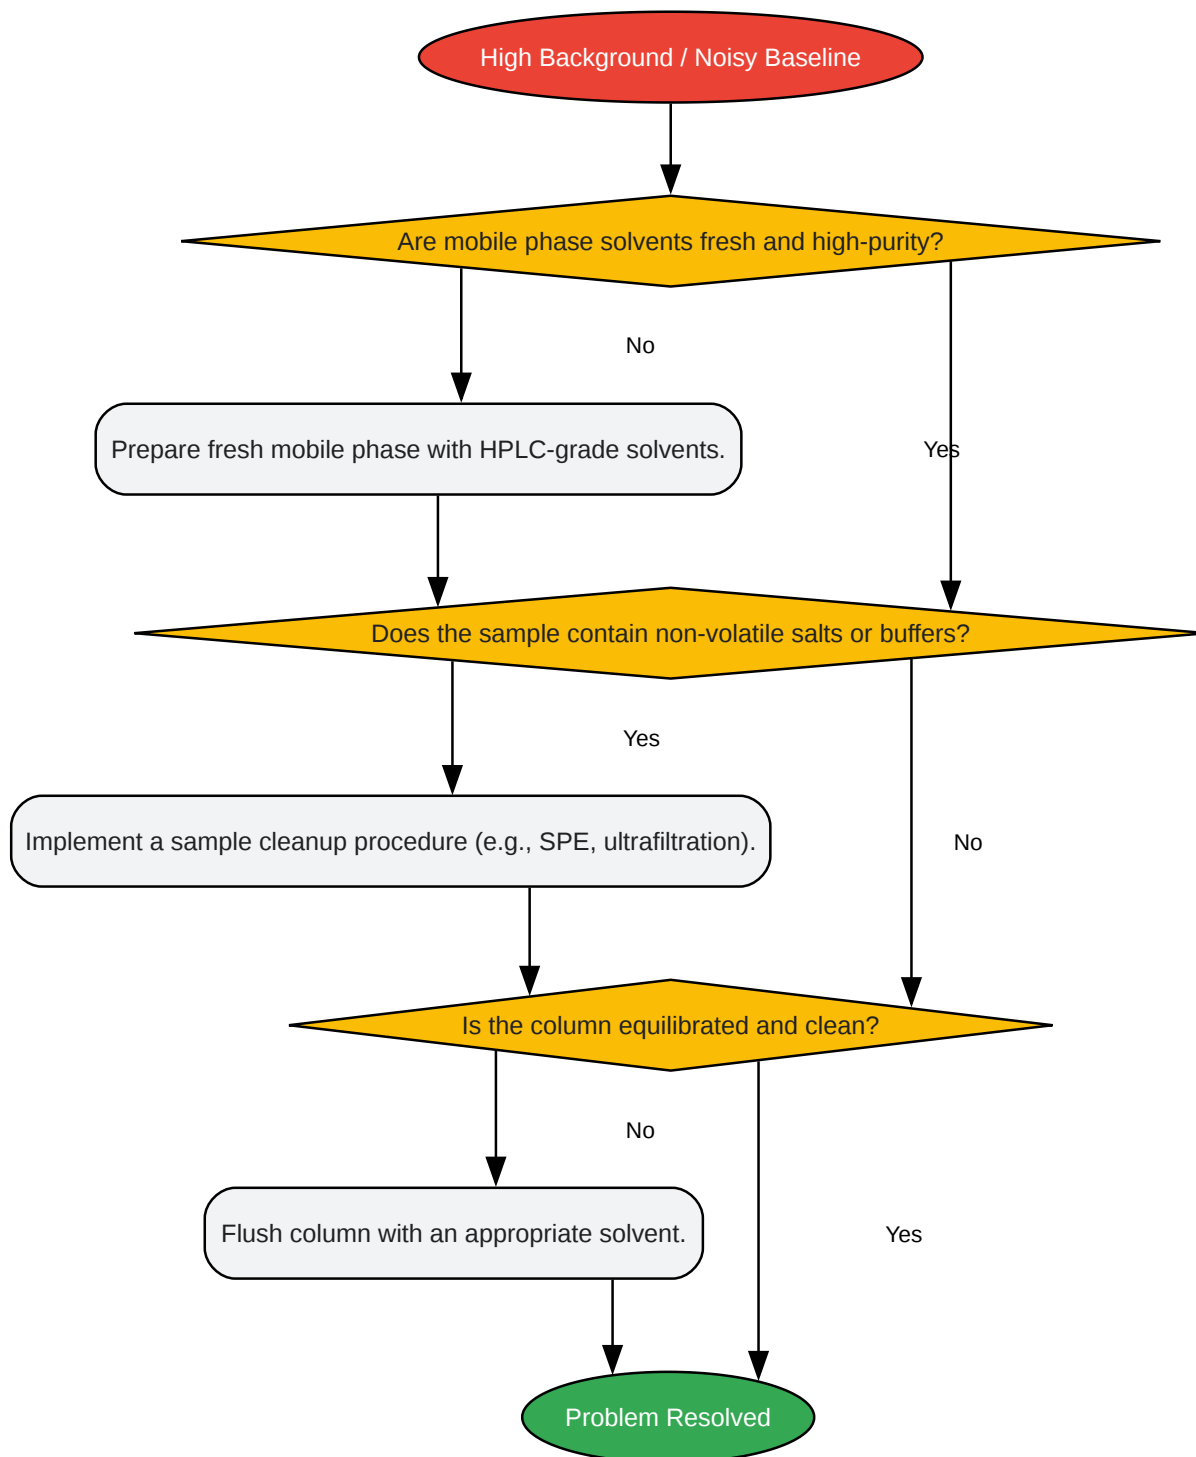 High Background / Noisy Baseline
Are mobile phase solvents fresh and high-purity?
No
Prepare fresh mobile phase with HPLC-grade solvents.
Yes
Does the sample contain non-volatile salts or buffers?
Yes
Implement a sample cleanup procedure (e.g., SPE, ultrafiltration).
No
Is the column equilibrated and clean?
No
Flush column with an appropriate solvent.
Yes
Problem Resolved